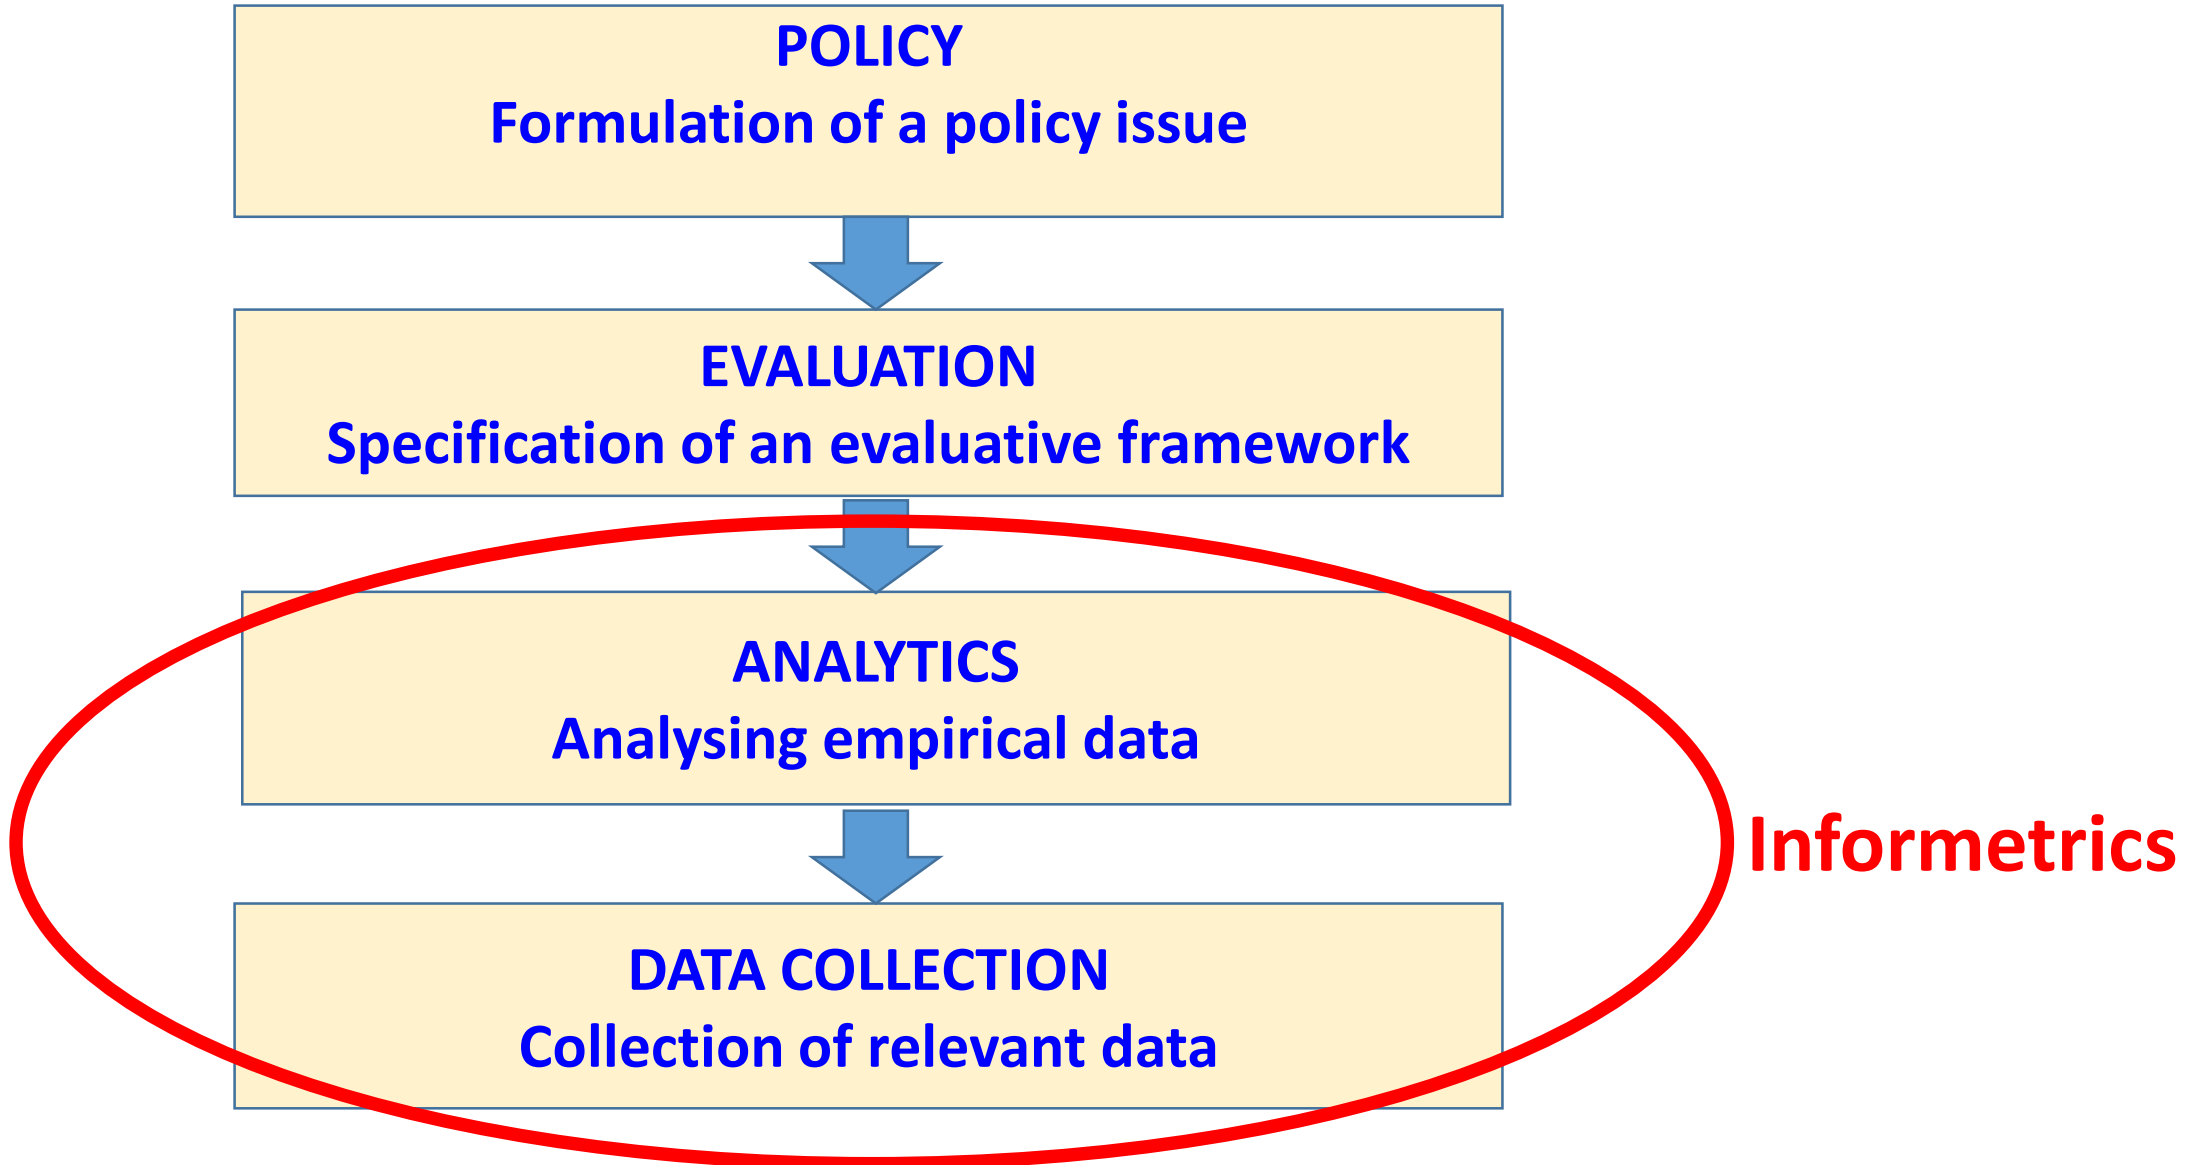 POLICY
Formulation of a policy issue
EVALUATION
Specification of an evaluative framework
ANALYTICS
Analysing empirical data
Informetrics
DATA COLLECTION
Collection of relevant data